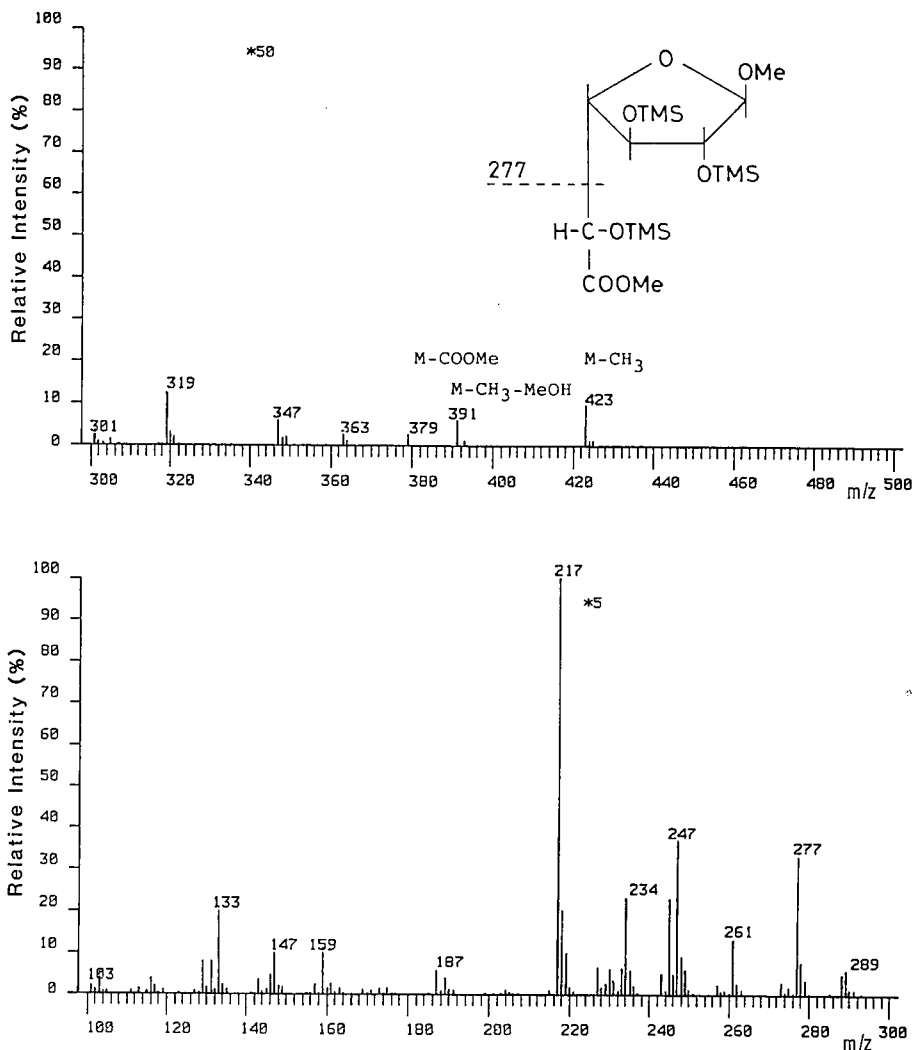 100
90
80
70
60
50
40
30
20
10
0
Relative Intensity (%)
*50
O
OMe
OTMS
OTMS
277
H-C-OTMS
COOMe
M-COOMe
M-CH₃
M-CH₃-MeOH
301
319
347
363
379
391
423
300 320 340 360 380 400 420 440 460 480 500
m/z
100
90
80
70
60
50
40
30
20
10
0
Relative Intensity (%)
217
*5
103
133
147
159
187
234
247
261
277
289
100 120 140 160 180 200 220 240 260 280 300
m/z